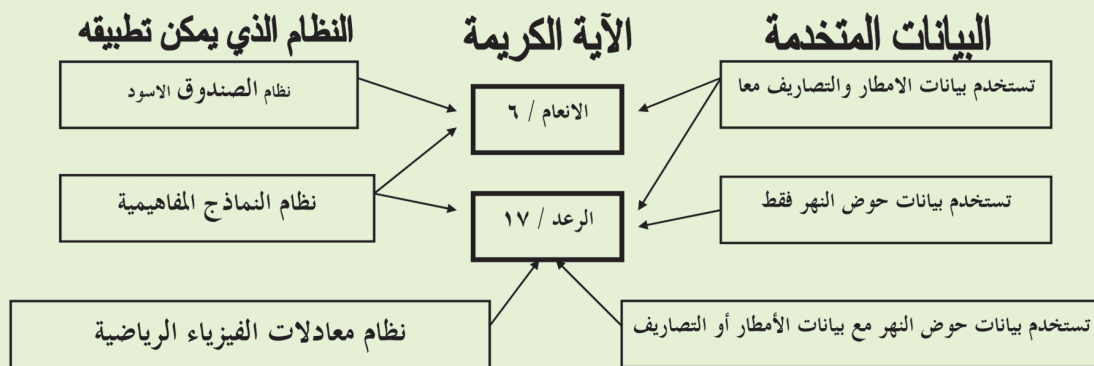 البيانات المتخدمة
الآية الكريمة
النظام الذي يمكن تطبيقه
تستخدم بيانات الامطار والتصاريف معا
الانعام / ٦
نظام الصندوق الاسود
تستخدم بيانات حوض النهر فقط
الرعد / ١٧
نظام النماذج المفاهيمية
تستخدم بيانات حوض النهر مع بيانات الأمطار أو التصاريف
نظام معادلات الفيزياء الرياضية